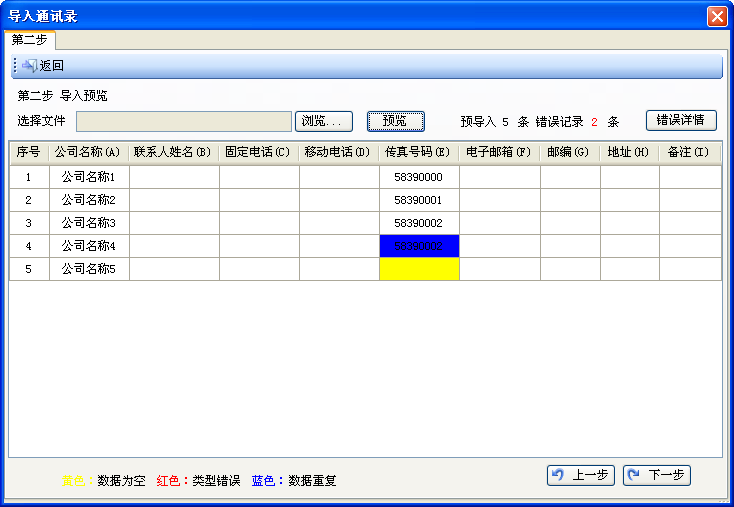 导入通讯录
第二步
返回
第二步 导入预览
选择文件 浏览... 预览 预导入 5 条 错误记录 2 条 错误详情
序号 公司名称(A) 联系人姓名(B) 固定电话(C) 移动电话(D) 传真号码(E) 电子邮箱(F) 邮编(G) 地址(H) 备注(I)
1 公司名称1 58390000
2 公司名称2 58390001
3 公司名称3 58390002
4 公司名称4 58390002
5 公司名称5
黄色：数据为空 红色：类型错误 蓝色：数据重复 上一步 下一步